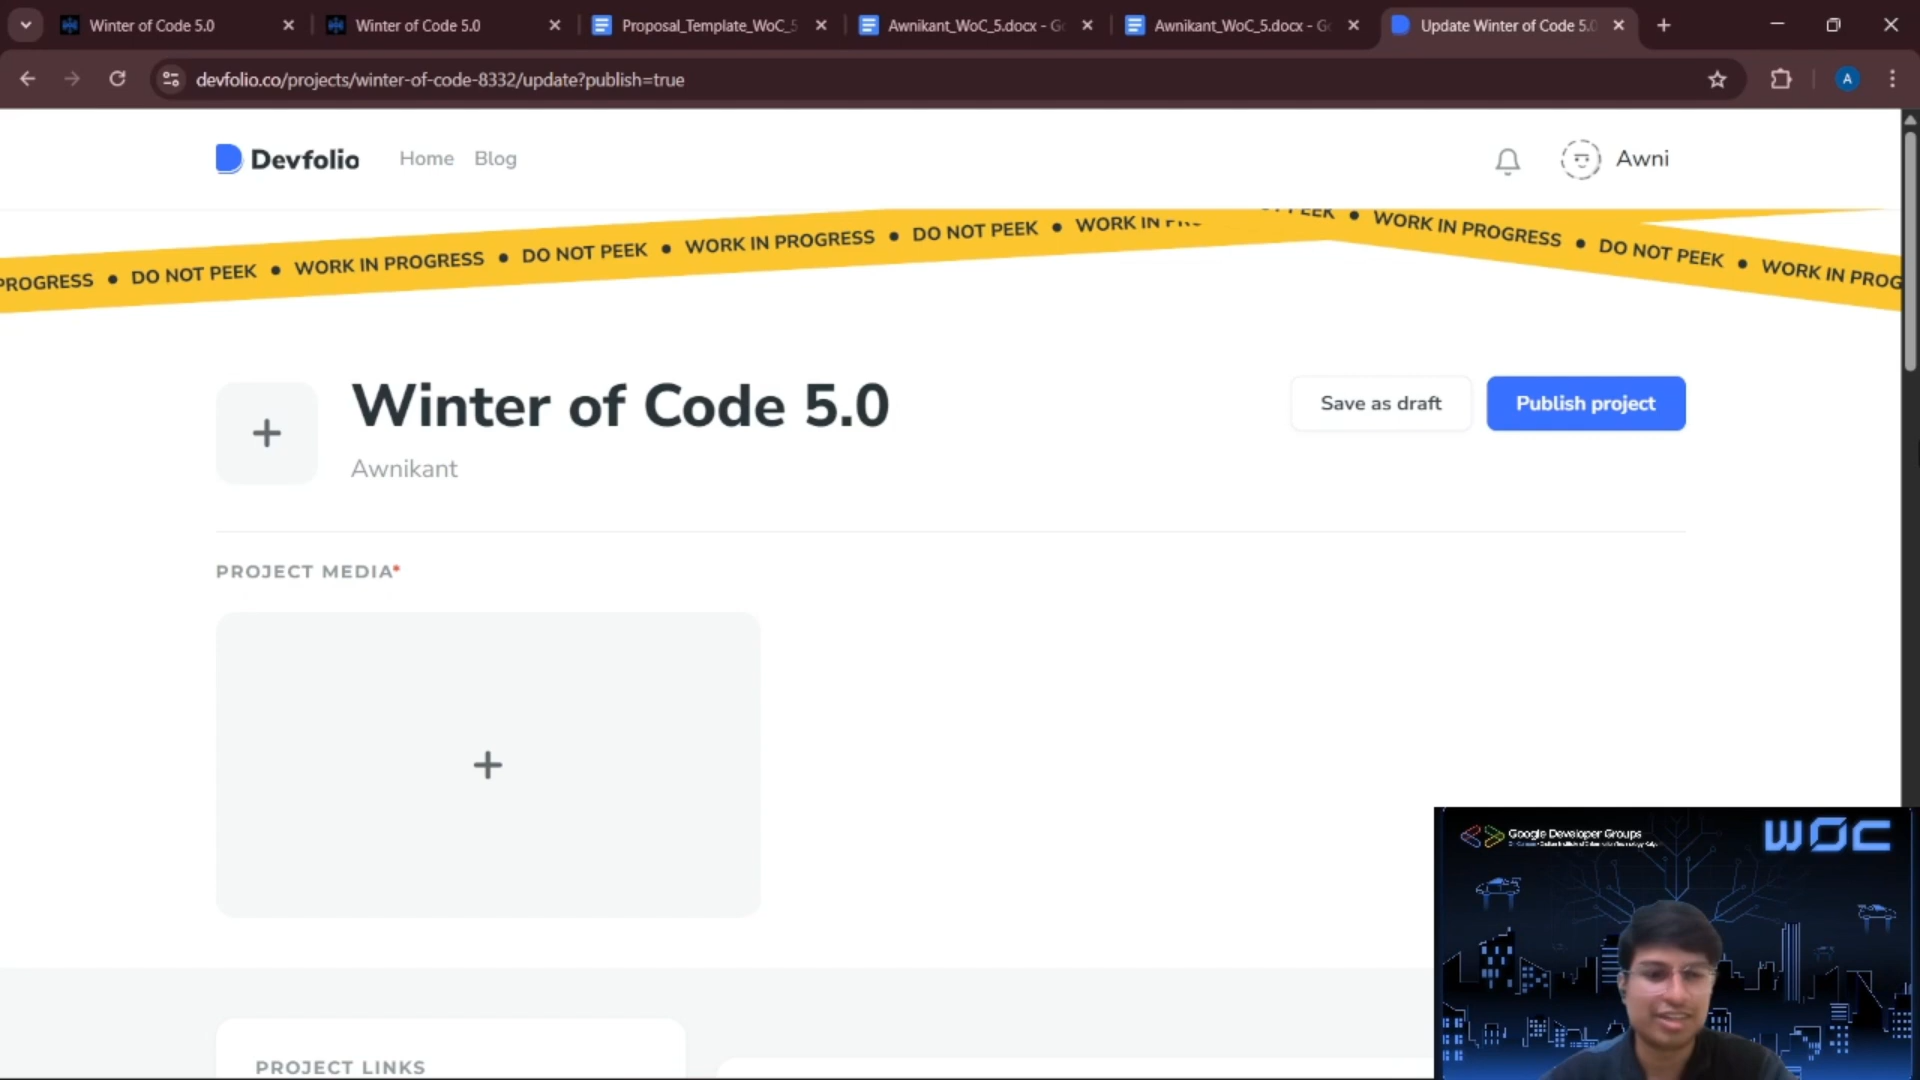 Winter of Code 5.0
Winter of Code 5.0
Proposal_Template_WoC_5
Awnikant_WoC_5.docx - Go
Awnikant_WoC_5.docx - Go
Update Winter of Code 5.0
devfolio.co/projects/winter-of-code-8332/update?publish=true
A
Devfolio
Home
Blog
Awni
PROGRESS • DO NOT PEEK • WORK IN PROGRESS • DO NOT PEEK • WORK IN PROGRESS • DO NOT PEEK • WORK IN
PEEK • WORK IN PROGRESS • DO NOT PEEK • WORK IN PROG
Winter of Code 5.0
Awnikant
Save as draft
Publish project
PROJECT MEDIA*
PROJECT LINKS
Google Developer Groups
WOC